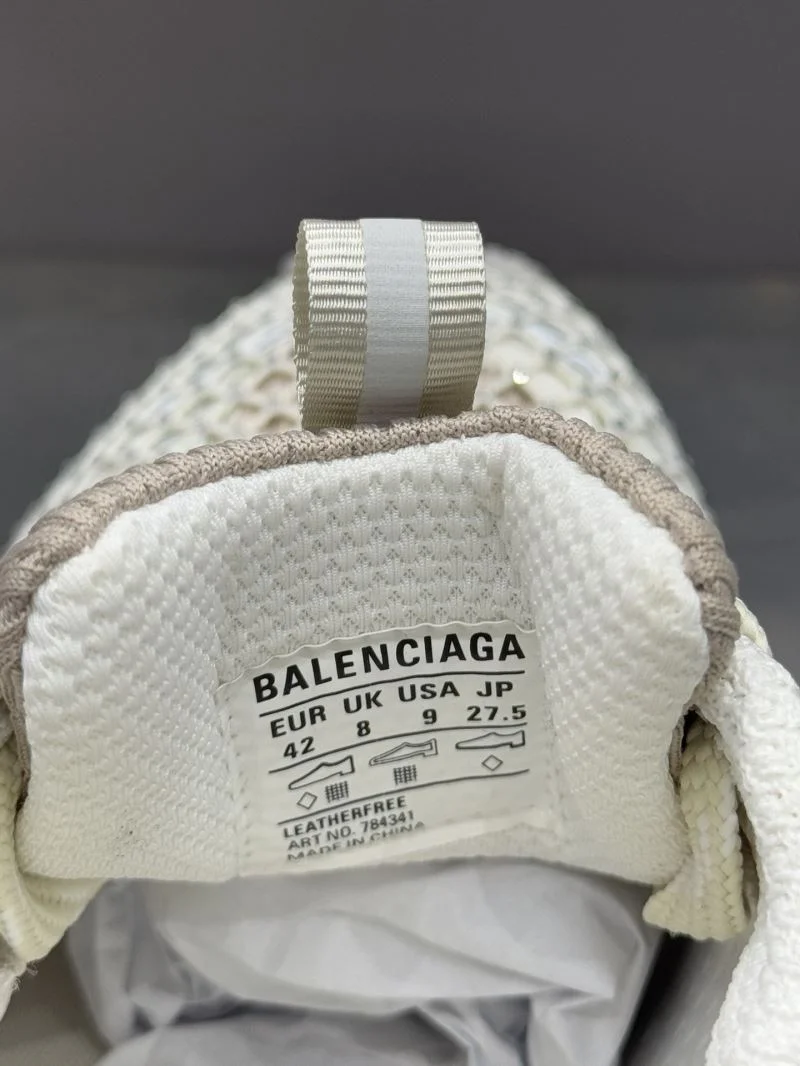 BALENCIAGA
EUR UK USA JP
42 8 9 27.5
LEATHERFREE
ART NO. 784341
MADE IN CHINA